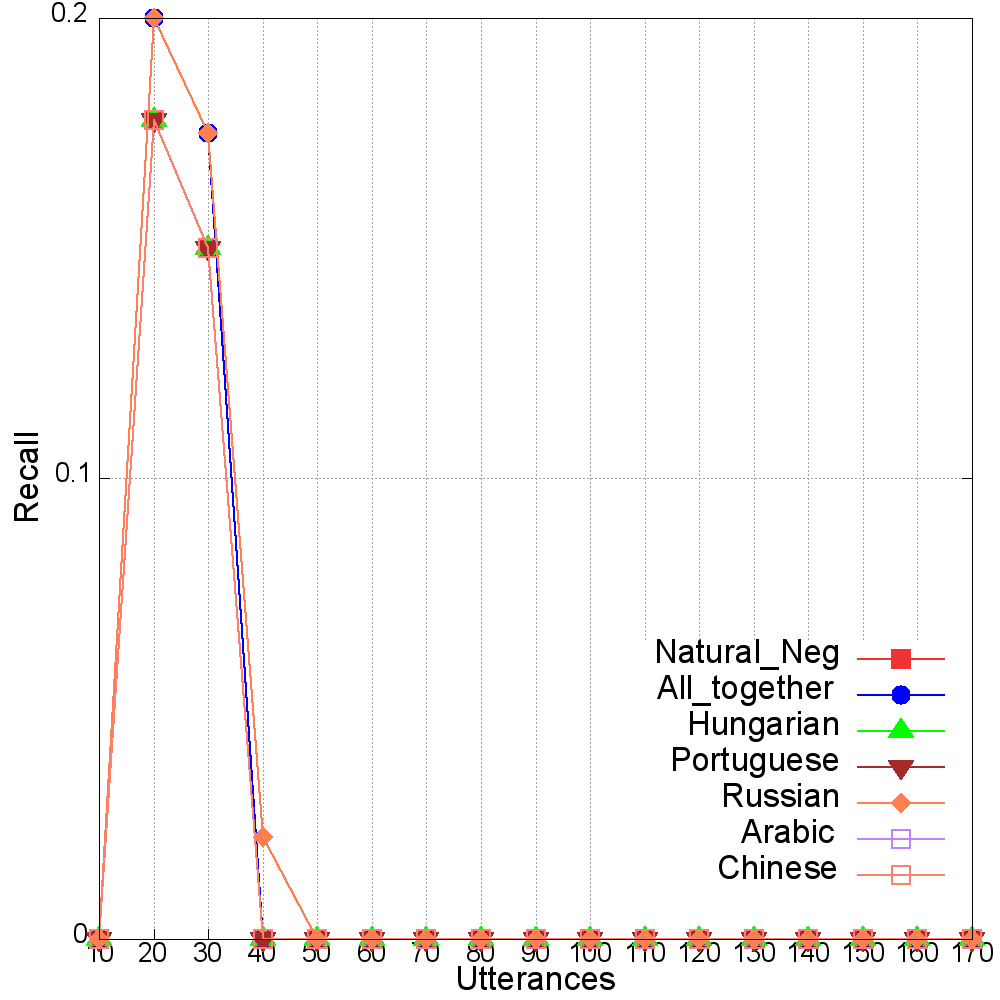 0.2
0.1
0
Recall
10 20 30 40 50 60 70 80 90 100 110 120 130 140 150 160 170
Utterances
Natural_Neg
All_together
Hungarian
Portuguese
Russian
Arabic
Chinese